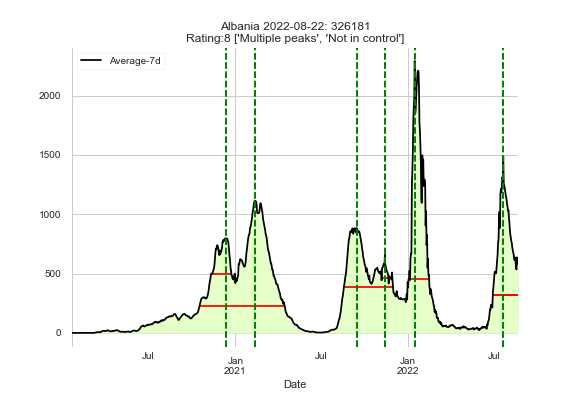 Albania 2022-08-22: 326181
Rating:8 ['Multiple peaks', 'Not in control']
Average-7d
2000
1500
1000
500
0
Jul
Jan
2021
Jul
Jan
2022
Jul
Date